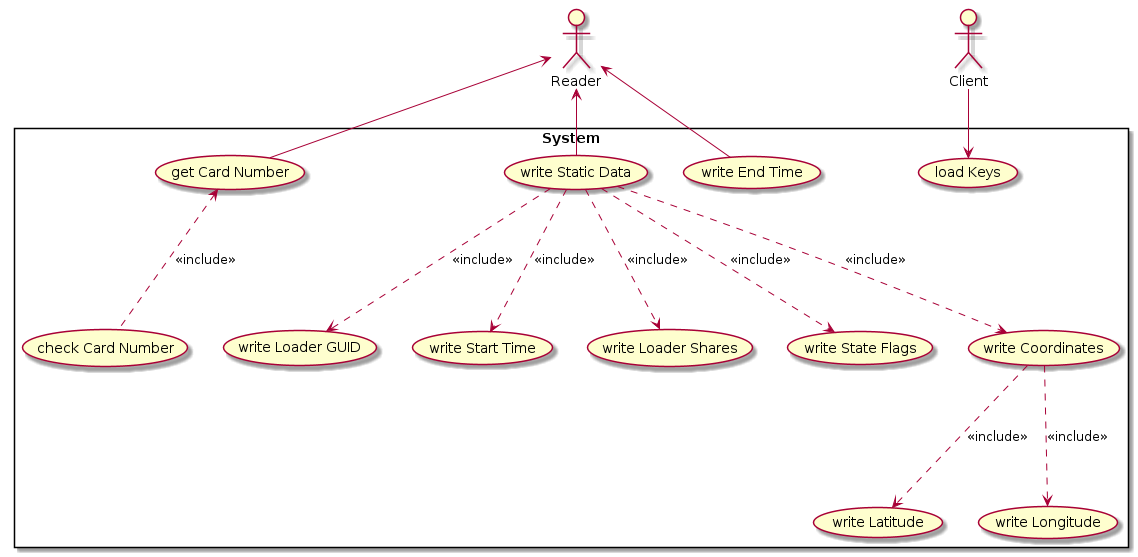 Reader
Client
System
get Card Number
write Static Data
write End Time
load Keys
«include»
«include»
«include»
«include»
«include»
«include»
check Card Number
write Loader GUID
write Start Time
write Loader Shares
write State Flags
write Coordinates
«include»
«include»
write Latitude
write Longitude